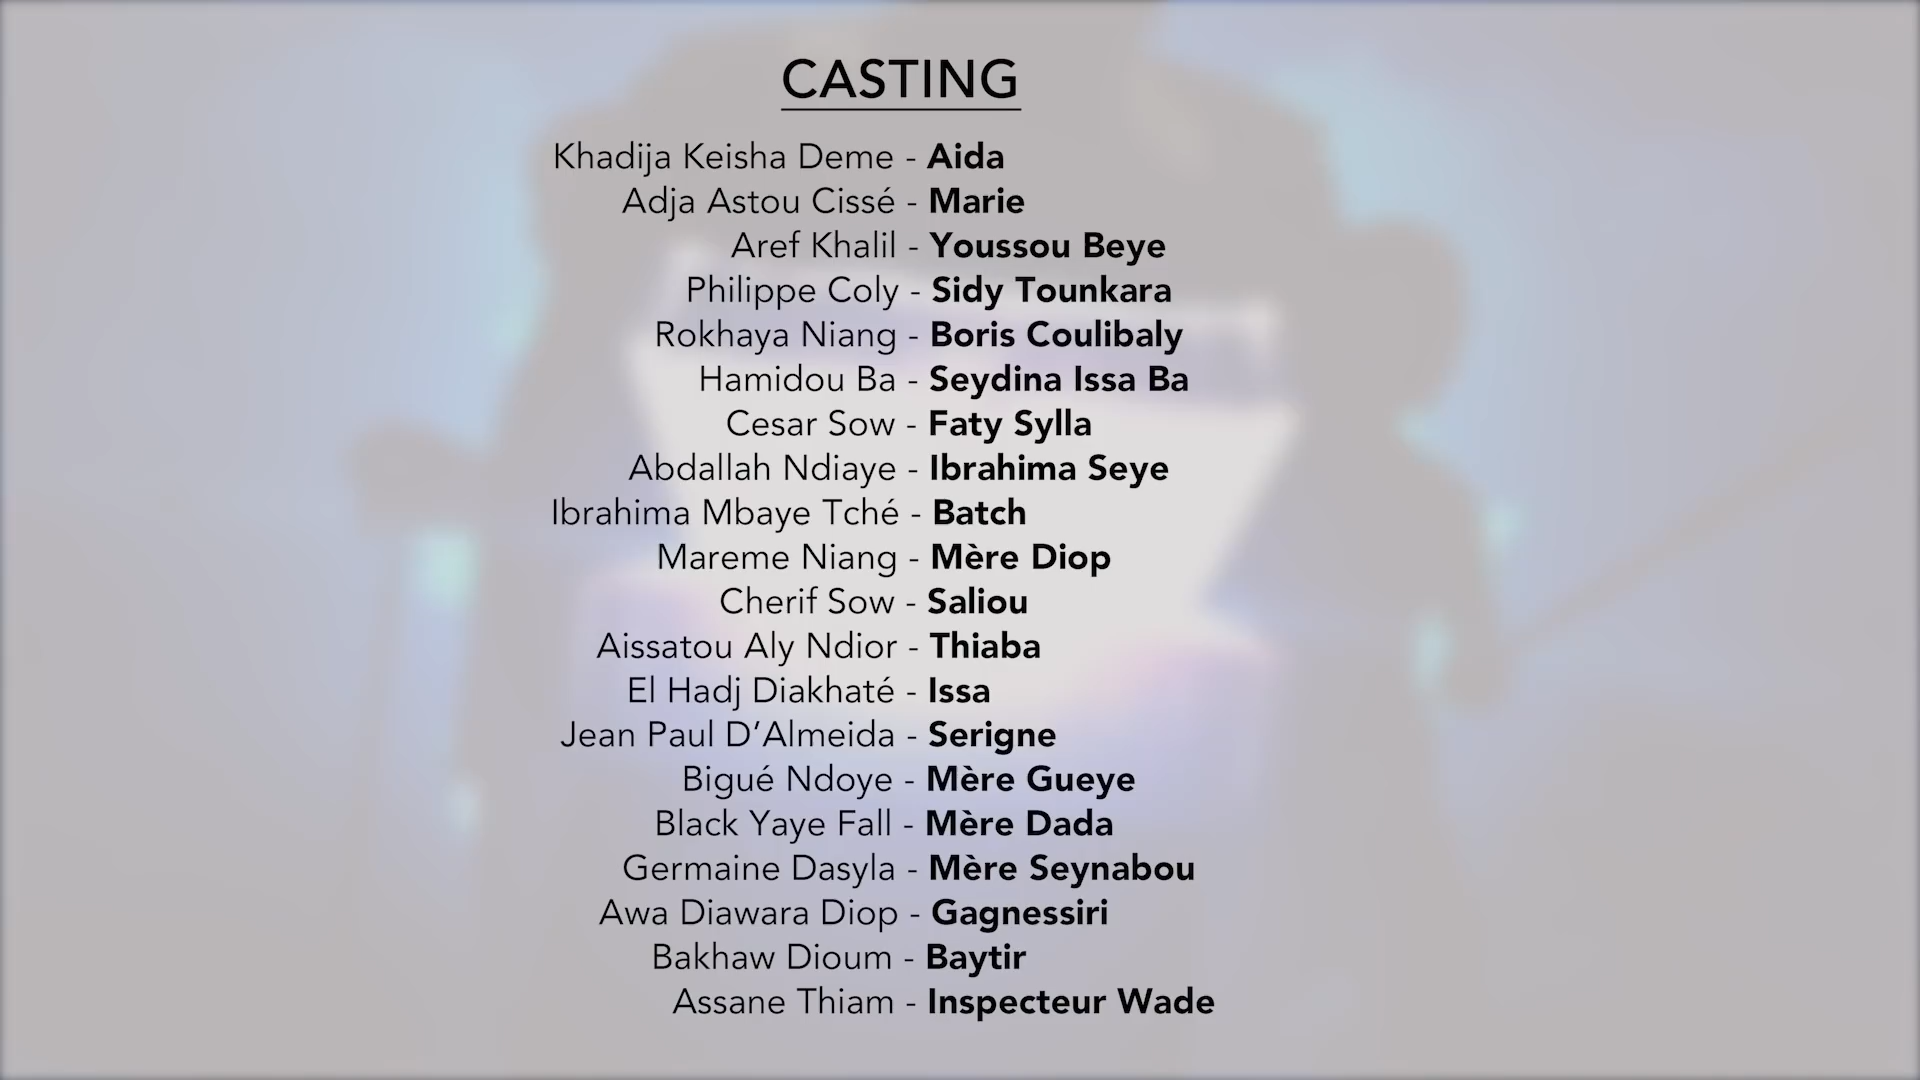 CASTING
Khadija Keisha Deme - Aida
Adja Astou Cissé - Marie
Aref Khalil - Youssou Beye
Philippe Coly - Sidy Tounkara
Rokhaya Niang - Boris Coulibaly
Hamidou Ba - Seydina Issa Ba
Cesar Sow - Faty Sylla
Abdallah Ndiaye - Ibrahima Seye
Ibrahima Mbaye Tché - Batch
Mareme Niang - Mère Diop
Cherif Sow - Saliou
Aissatou Aly Ndior - Thiaba
El Hadj Diakhaté - Issa
Jean Paul D’Almeida - Serigne
Bigué Ndoye - Mère Gueye
Black Yaye Fall - Mère Dada
Germaine Dasyla - Mère Seynabou
Awa Diawara Diop - Gagnessiri
Bakhaw Dioum - Baytir
Assane Thiam - Inspecteur Wade